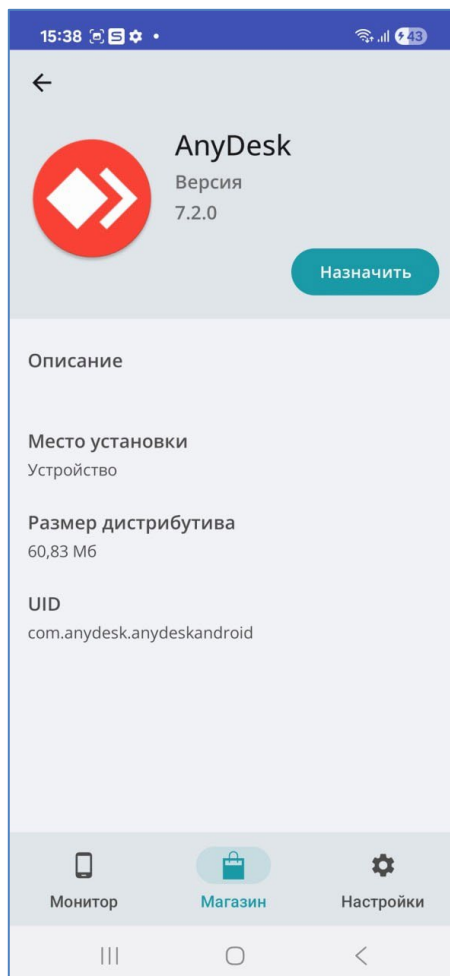 15:38
43
AnyDesk
Версия
7.2.0
Назначить
Описание
Место установки
Устройство
Размер дистрибутива
60,83 Мб
UID
com.anydesk.anydeskandroid
Монитор
Магазин
Настройки